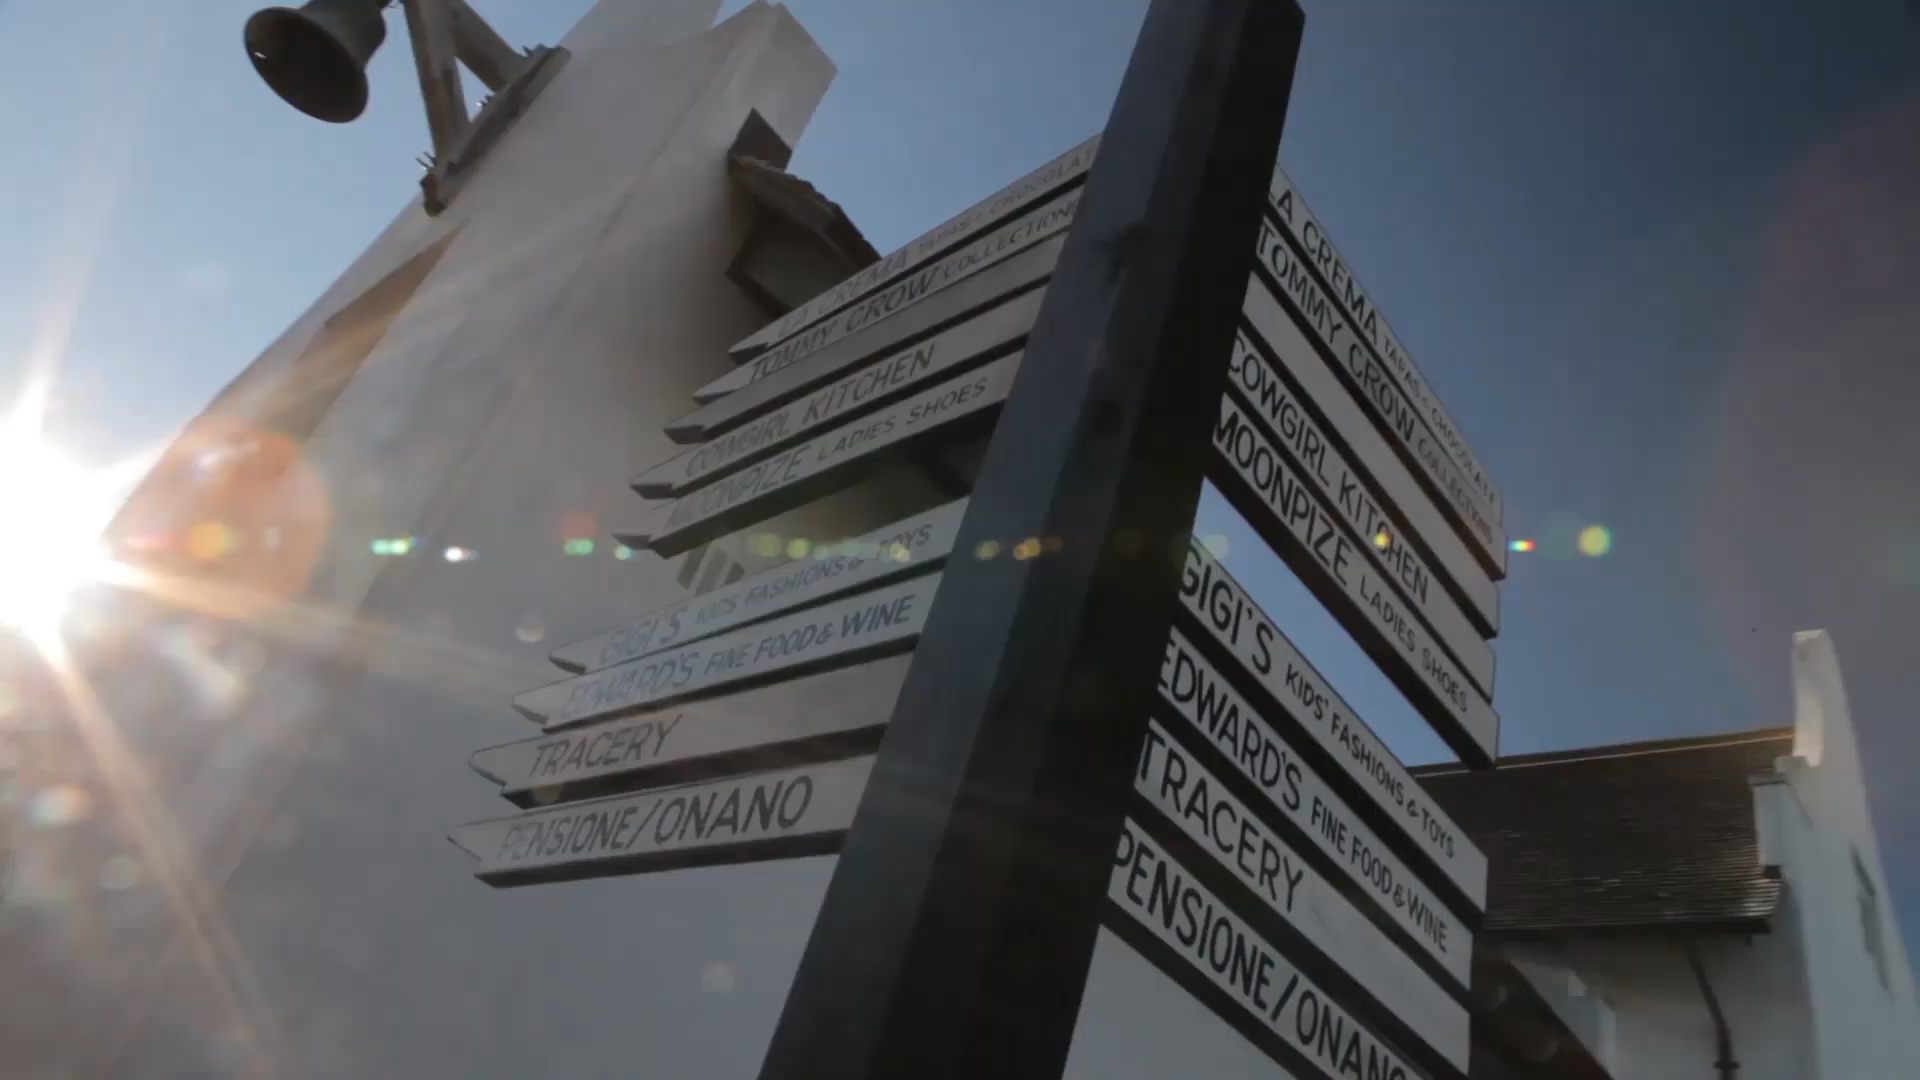 LA CREMA TAPAS & CHOCOLAT
TOMMY CROW COLLECTIONS
COWGIRL KITCHEN
MOONPIZE LADIES SHOES
GIGI'S KIDS FASHIONS & TOYS
EDWARD'S FINE FOOD & WINE
TRACERY
PENSIONE/ONANO
LA CREMA TAPAS & CHOCOLATE
TOMMY CROW COLLECTIONS
COWGIRL KITCHEN
MOONPIZE LADIES SHOES
GIGI'S KIDS' FASHIONS & TOYS
EDWARD'S FINE FOOD & WINE
TRACERY
PENSIONE/ONANO